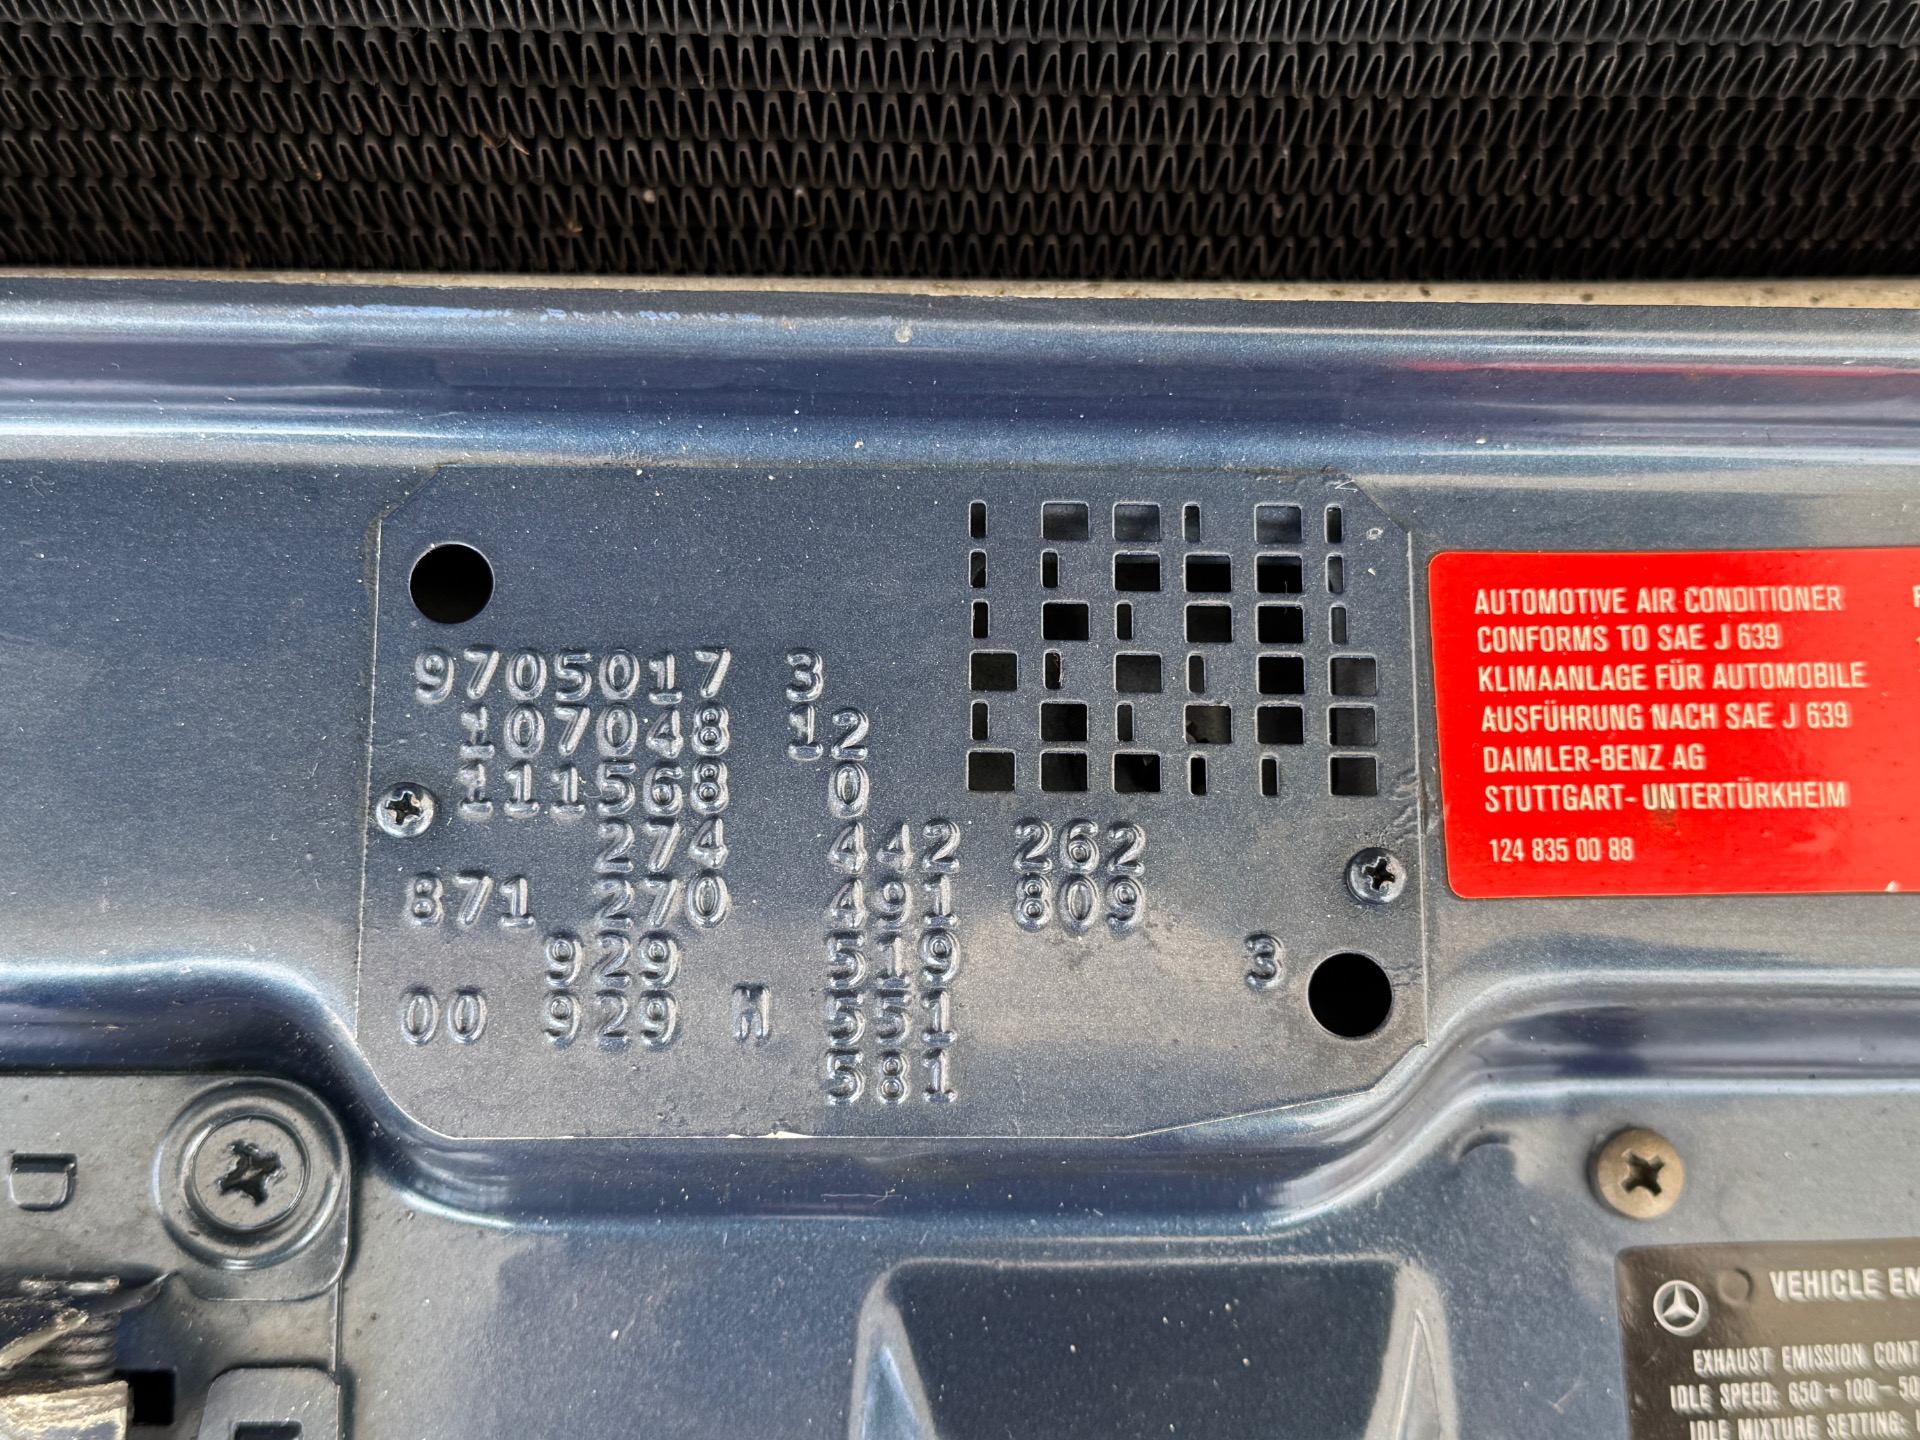 9705017 3
107048 12
111568 0
274 442 262
871 270 491 809
929 519 3
00 929 M 551
581
AUTOMOTIVE AIR CONDITIONER
CONFORMS TO SAE J 639
KLIMAANLAGE FÜR AUTOMOBILE
AUSFÜHRUNG NACH SAE J 639
DAIMLER-BENZ AG
STUTTGART-UNTERTÜRKHEIM
124 835 00 88
D
VEHICLE
EXHAUST EMISSION
IDLE SPEED: 650 + 100 - 50
IDLE MIXTURE SETTING: